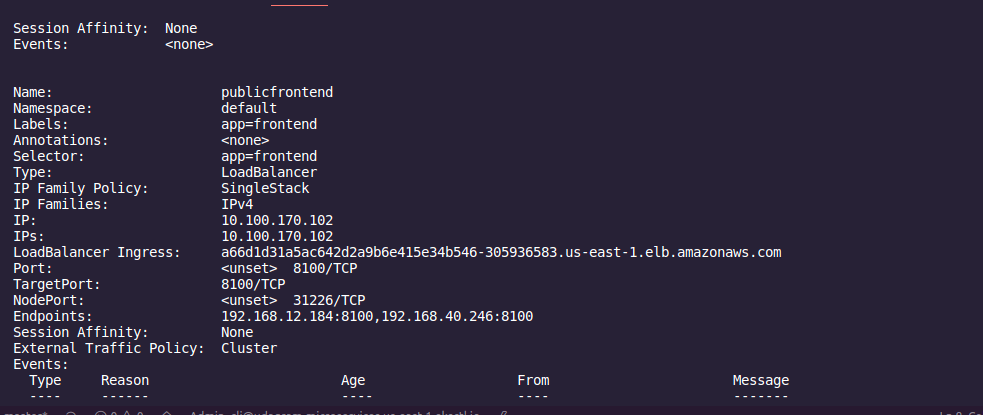 Session Affinity:  None
Events:            <none>
Name:                     publicfrontend
Namespace:                default
Labels:                   app=frontend
Annotations:              <none>
Selector:                 app=frontend
Type:                     LoadBalancer
IP Family Policy:         SingleStack
IP Families:              IPv4
IP:                       10.100.170.102
IPs:                      10.100.170.102
LoadBalancer Ingress:     a66d1d31a5ac642d2a9b6e415e34b546-305936583.us-east-1.elb.amazonaws.com
Port:                     <unset>  8100/TCP
TargetPort:               8100/TCP
NodePort:                 <unset>  31226/TCP
Endpoints:                192.168.12.184:8100,192.168.40.246:8100
Session Affinity:         None
External Traffic Policy:  Cluster
Events:
  Type     Reason                        Age                   From                       Message
  ----     ------                        ----                  ----                       -------